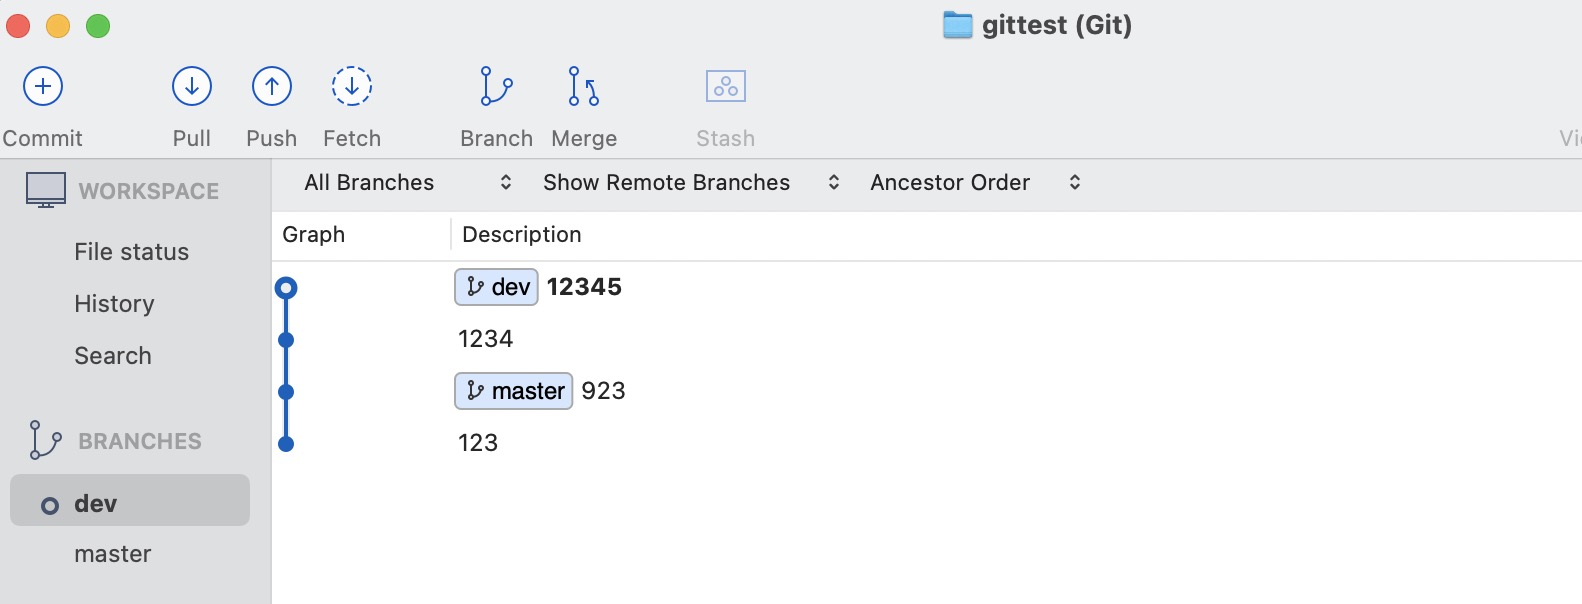 gittest (Git)
Commit Pull Push Fetch Branch Merge Stash
WORKSPACE
File status
History
Search
BRANCHES
dev
master
All Branches Show Remote Branches Ancestor Order
Graph Description
dev 12345
1234
master 923
123